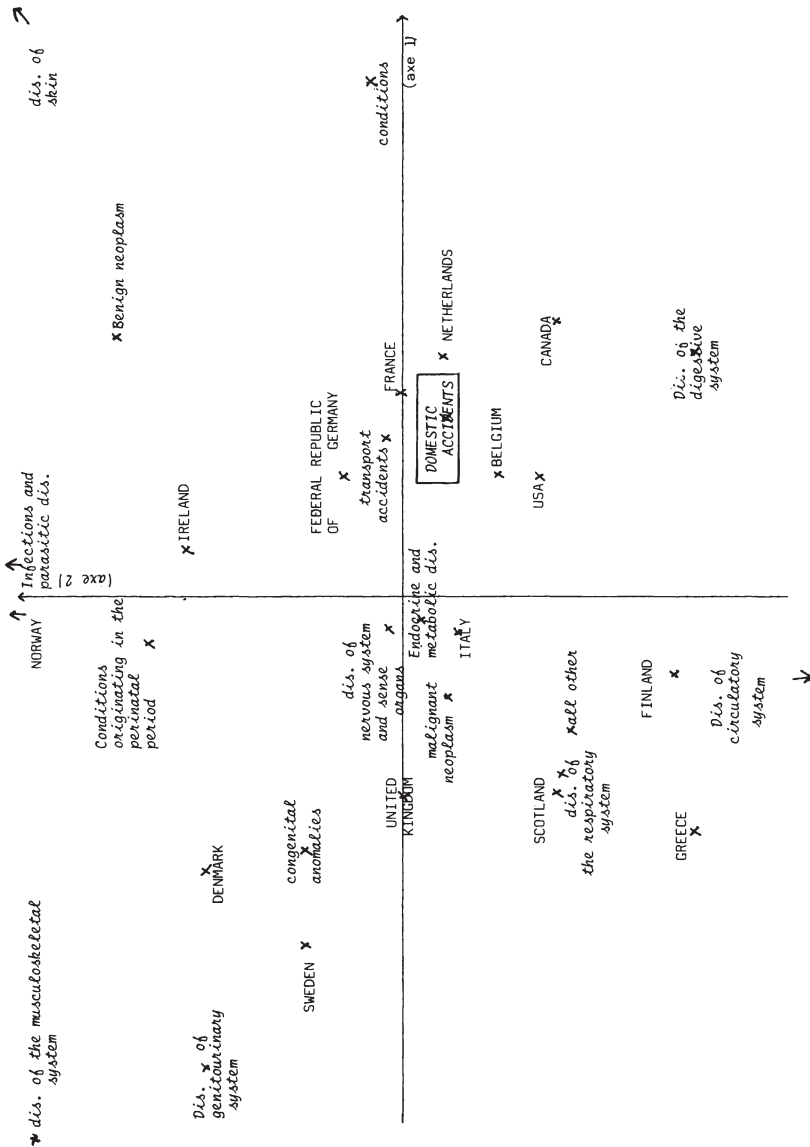 dis. of the musculoskeletal
system
NORWAY
Infections and
parasitic dis.
(axe 2)
dis. of
skin
Conditions
originating in the
perinatal
period
Benign neoplasm
IRELAND
Dis. of
genitourinary
system
DENMARK
congenital
anomalies
SWEDEN
FEDERAL REPUBLIC
OF GERMANY
dis. of
nervous system
and sense
organs
transport
accidents
FRANCE
conditions
(axe 1)
UNITED
KINGDOM
Endocrine and
metabolic dis.
malignant
neoplasm
ITALY
DOMESTIC
ACCIDENTS
NETHERLANDS
BELGIUM
USA
CANADA
SCOTLAND
dis. of
the respiratory
system
all other
FINLAND
GREECE
Dis. of
circulatory
system
Dii. of the
digestive
system